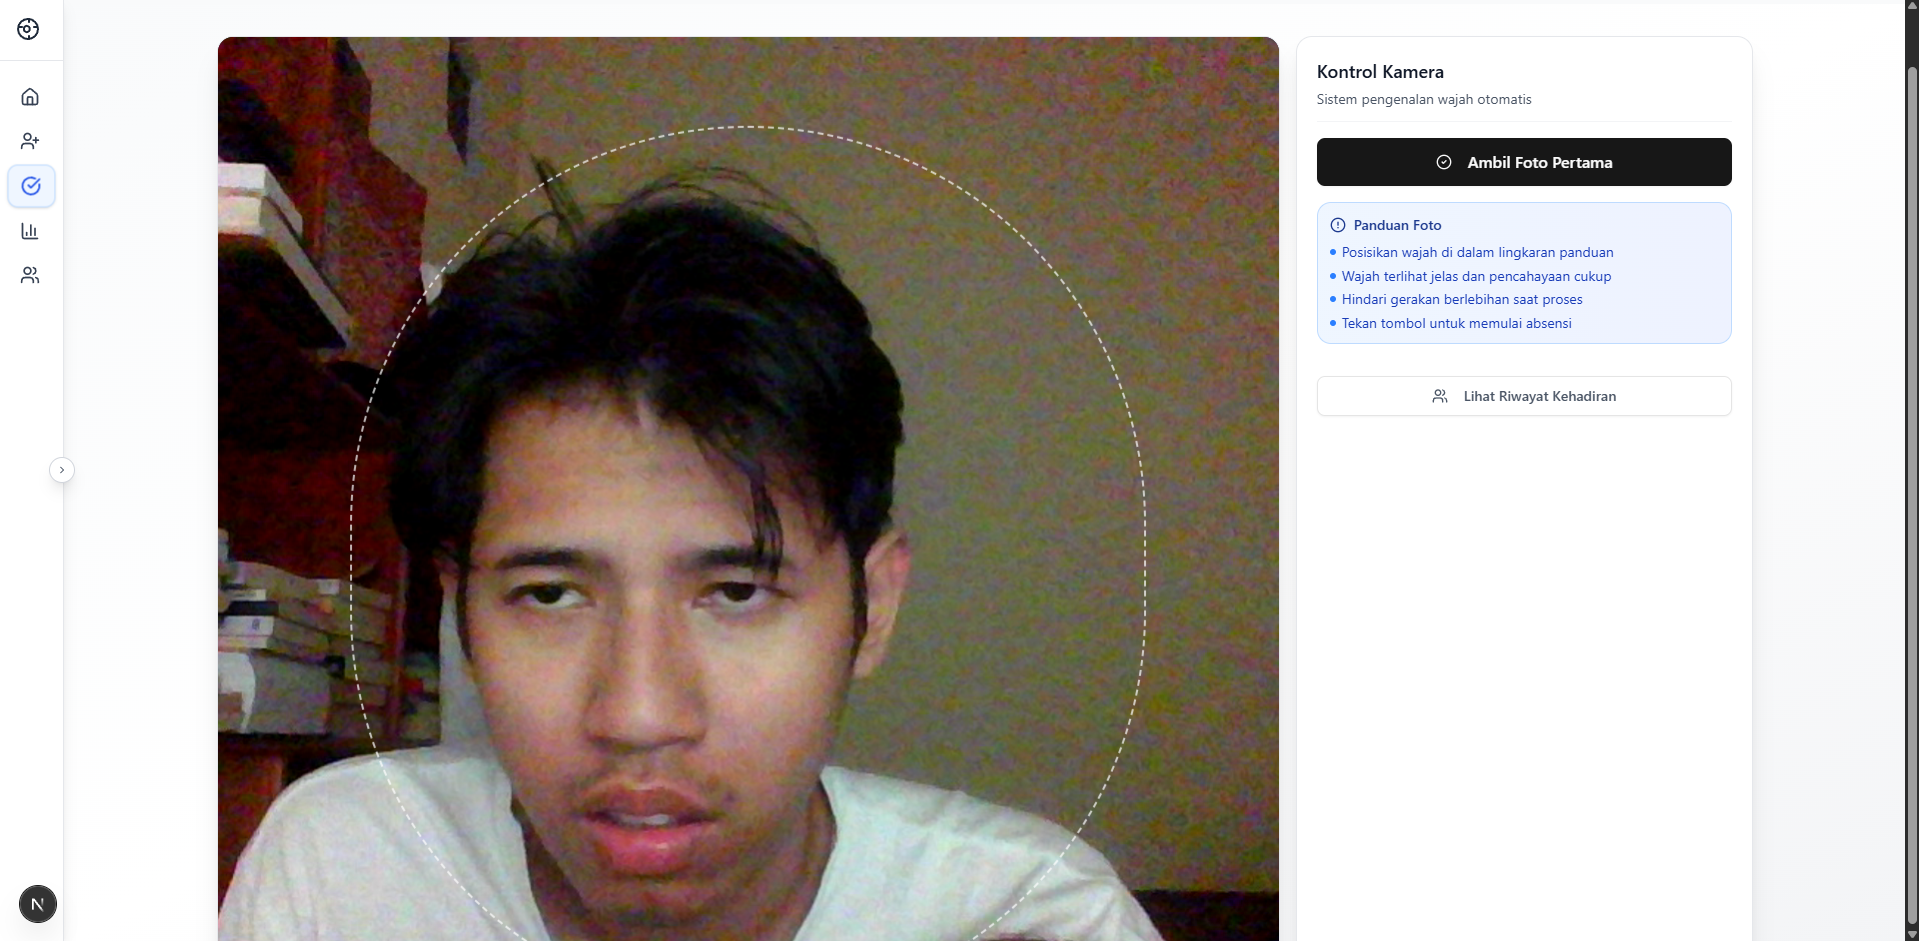 Kontrol Kamera
Sistem pengenalan wajah otomatis
Ambil Foto Pertama
Panduan Foto
Posisikan wajah di dalam lingkaran panduan
Wajah terlihat jelas dan pencahayaan cukup
Hindari gerakan berlebihan saat proses
Tekan tombol untuk memulai absensi
Lihat Riwayat Kehadiran
N